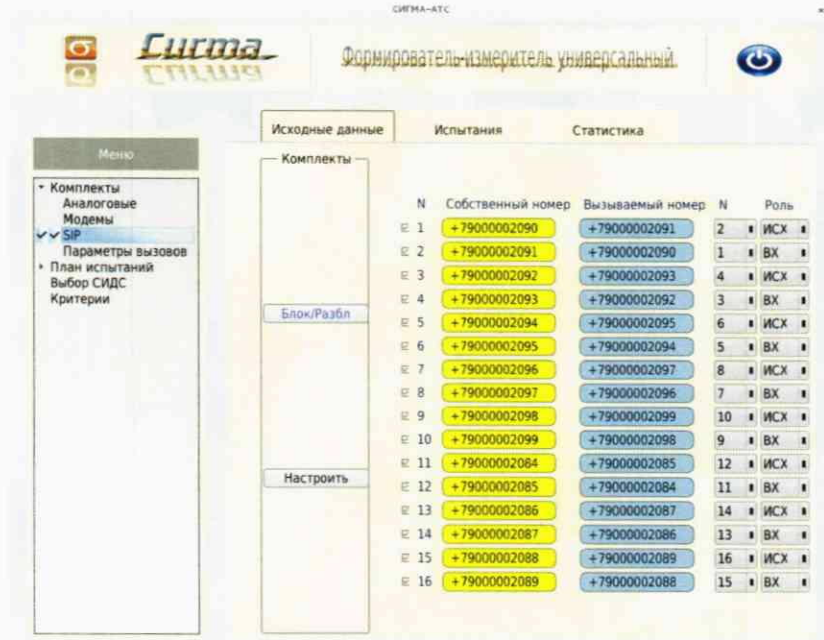 СИГМА-АТС
Сигма
Формирователь-измеритель универсальный
Исходные данные Испытания Статистика
Меню
Комплекты
Аналоговые
Модемы
SIP
Параметры вызовов
План испытаний
Выбор СИДС
Критерии
Комплекты
Блок/Разбл
Настроить
N Собственный номер Вызываемый номер N Роль
1 +79000002090 +79000002091 2 ИСХ
2 +79000002091 +79000002090 1 ВХ
3 +79000002092 +79000002093 4 ИСХ
4 +79000002093 +79000002092 3 ВХ
5 +79000002094 +79000002095 6 ИСХ
6 +79000002095 +79000002094 5 ВХ
7 +79000002096 +79000002097 8 ИСХ
8 +79000002097 +79000002096 7 ВХ
9 +79000002098 +79000002099 10 ИСХ
10 +79000002099 +79000002098 9 ВХ
11 +79000002084 +79000002085 12 ИСХ
12 +79000002085 +79000002084 11 ВХ
13 +79000002086 +79000002087 14 ИСХ
14 +79000002087 +79000002086 13 ВХ
15 +79000002088 +79000002089 16 ИСХ
16 +79000002089 +79000002088 15 ВХ